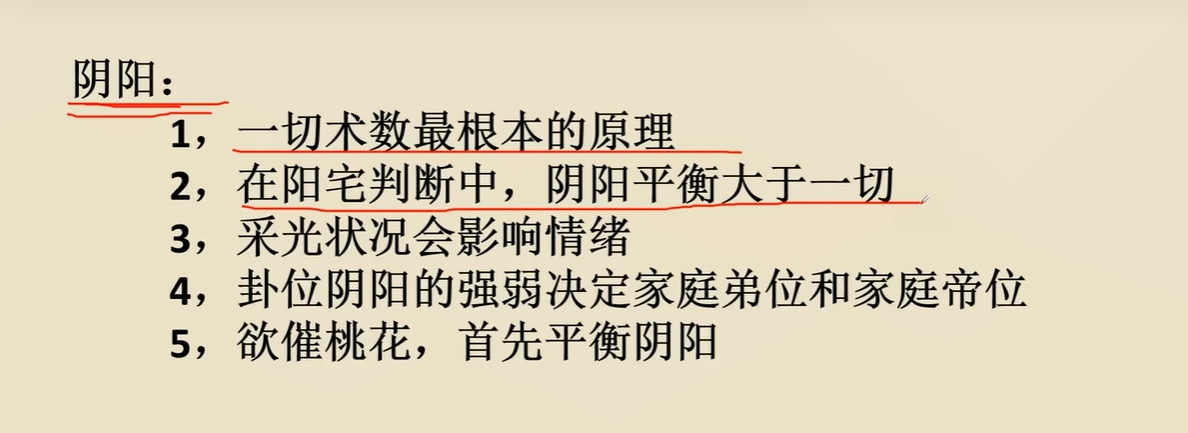 阴阳：
1，一切术数最根本的原理
2，在阳宅判断中，阴阳平衡大于一切
3，采光状况会影响情绪
4，卦位阴阳的强弱决定家庭弟位和家庭帝位
5，欲催桃花，首先平衡阴阳